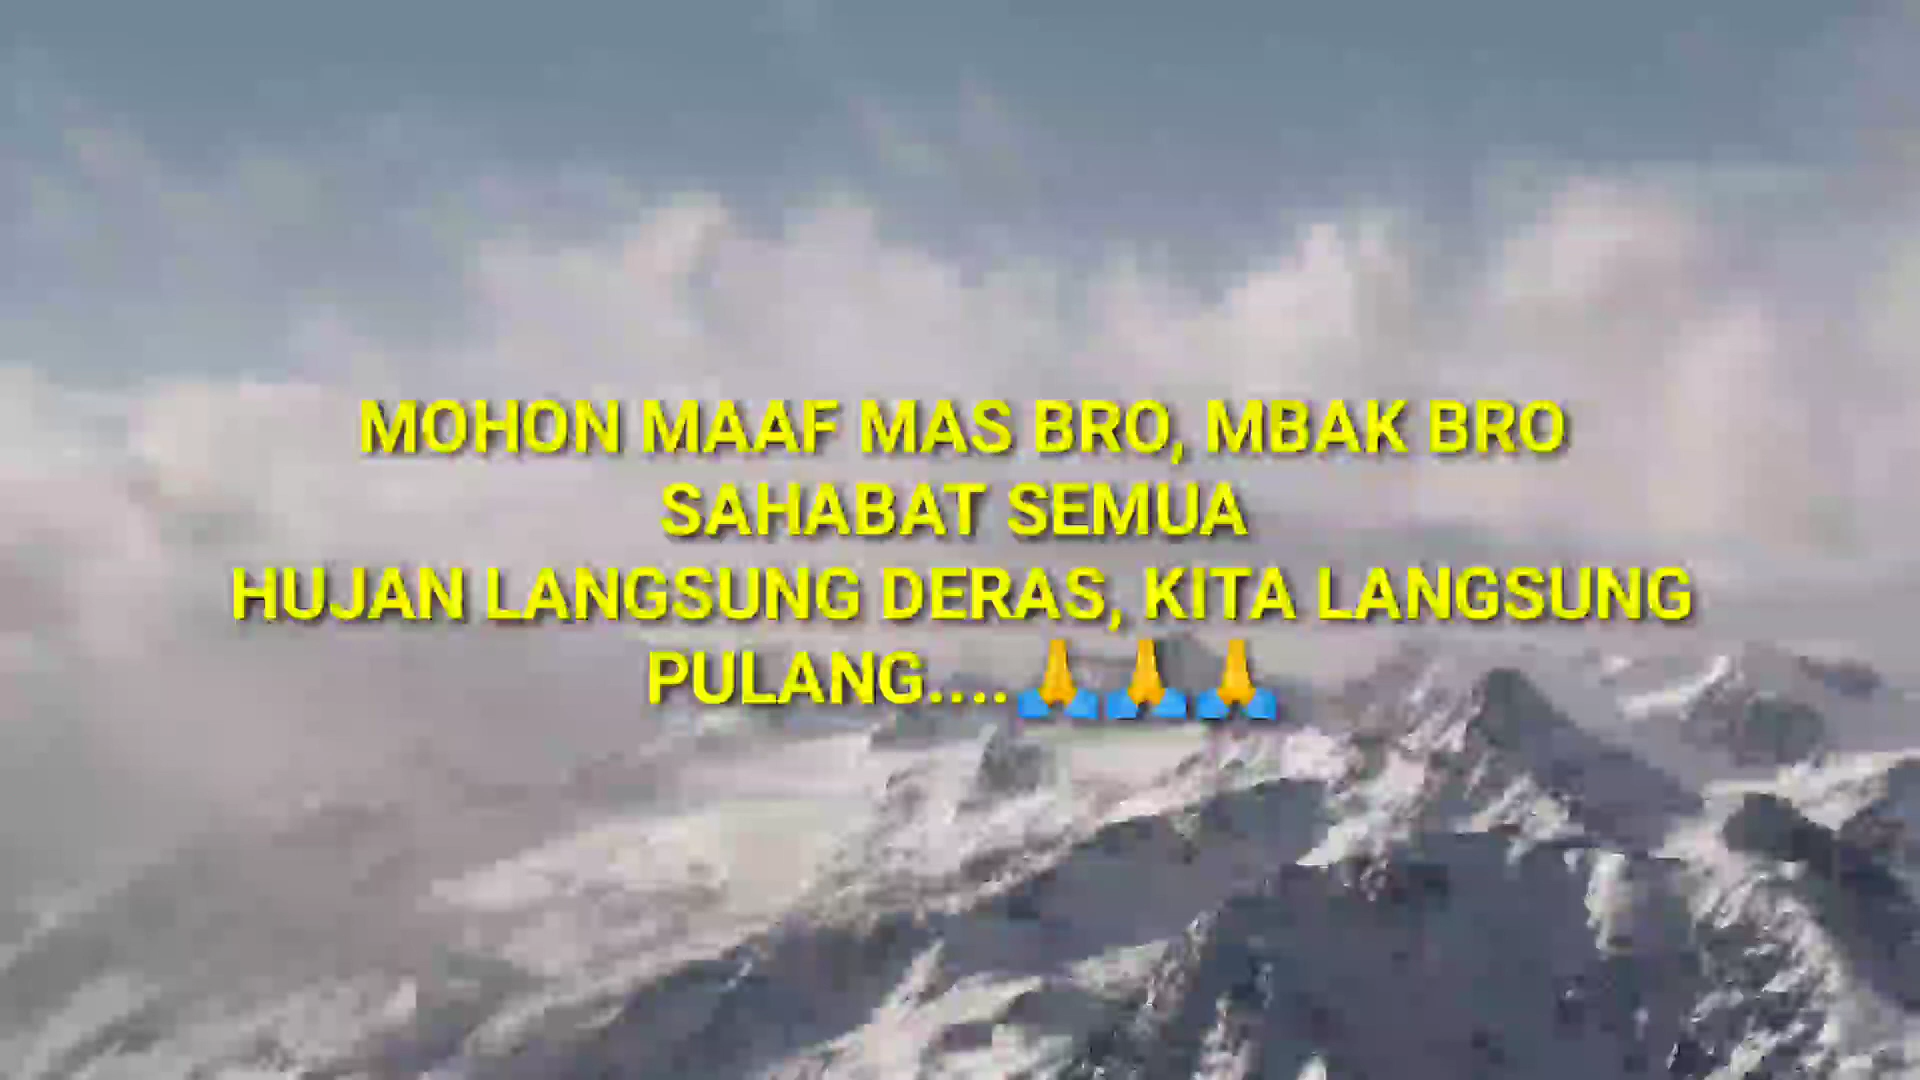 MOHON MAAF MAS BRO, MBAK BRO
SAHABAT SEMUA
HUJAN LANGSUNG DERAS, KITA LANGSUNG
PULANG....🙏🙏🙏